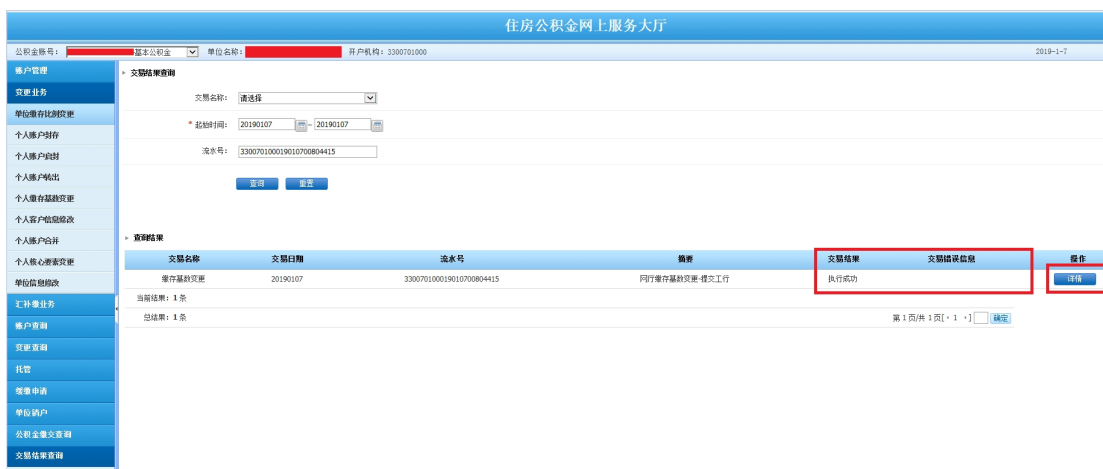 住房公积金网上服务大厅
公积金账号： 基本公积金 单位名称： 开户机构：3300701000 2019-1-7
账户管理
变更业务
单位缴存比例变更
个人账户封存
个人账户启封
个人账户转出
个人缴存基数变更
个人客户信息修改
个人账户合并
个人核心要素变更
单位信息修改
汇补缴业务
账户查询
变更查询
托管
缓缴申请
单位销户
公积金缴交查询
交易结果查询
交易结果查询
交易名称： 请选择
* 起始时间： 20190107 - 20190107
流水号： 330070100019010700804415
查询 重置
查询结果
交易名称 交易日期 流水号 摘要 交易结果 交易错误信息 操作
缴存基数变更 20190107 330070100019010700804415 网行缴存基数变更-提交工行 执行成功 详情
当前结果：1 条
总结果：1 条 第 1 页/共 1 页[ 1 ] 确定